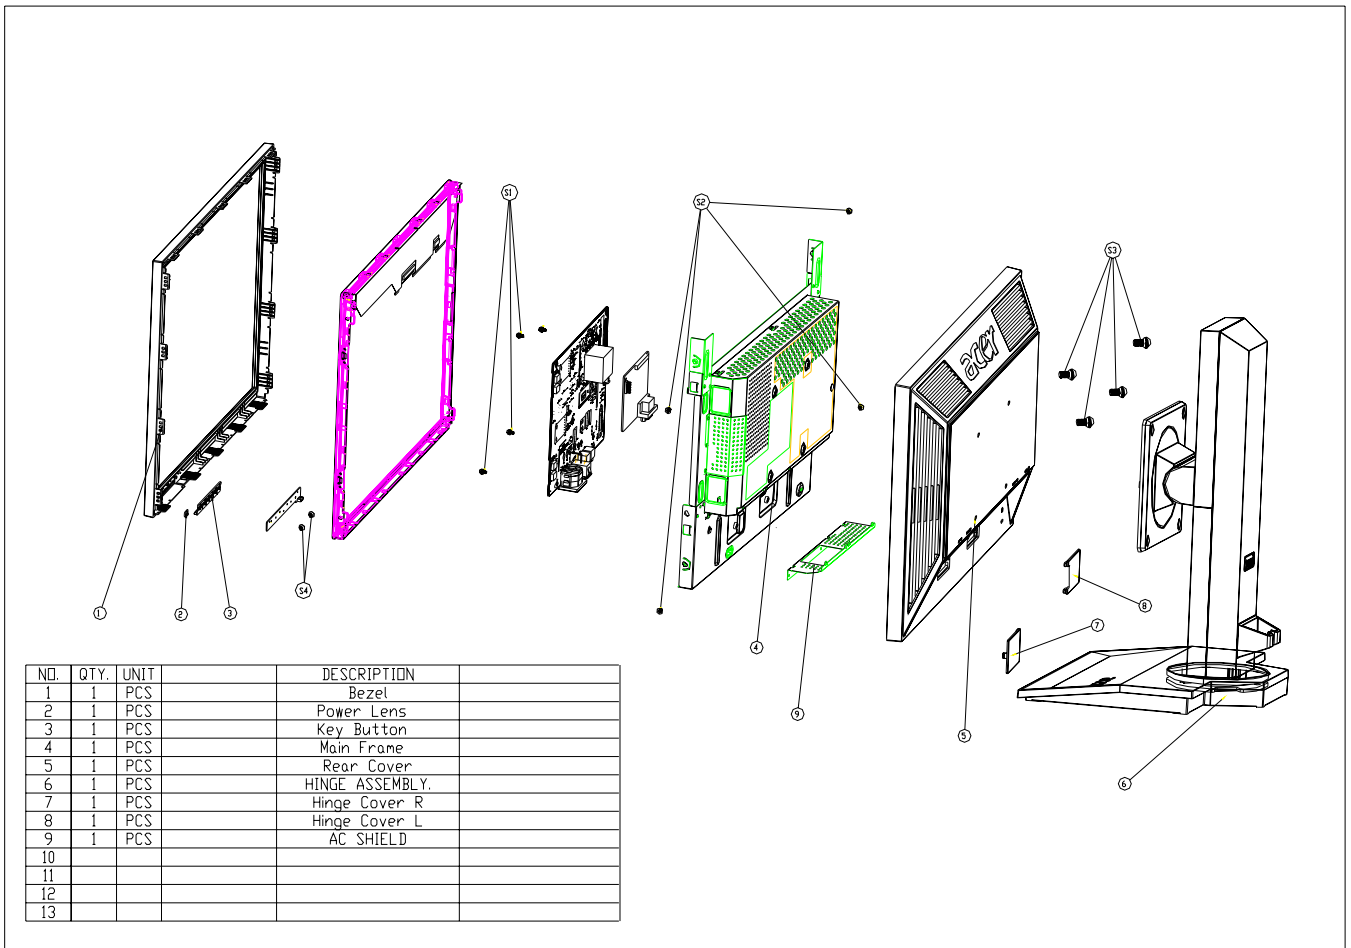 S1
S2
S3
acer
S4
1
2
3
4
5
6
7
8
9
NO. QTY. UNIT DESCRIPTION
1 1 PCS Bezel
2 1 PCS Power Lens
3 1 PCS Key Button
4 1 PCS Main Frame
5 1 PCS Rear Cover
6 1 PCS HINGE ASSEMBLY.
7 1 PCS Hinge Cover R
8 1 PCS Hinge Cover L
9 1 PCS AC SHIELD
10
11
12
13